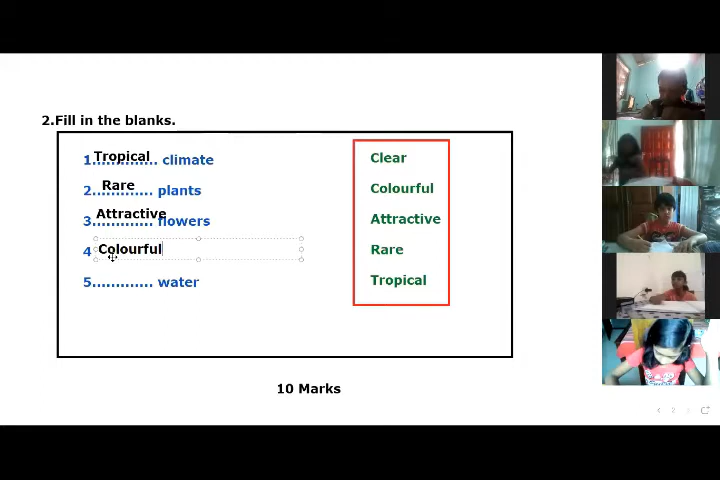 2.Fill in the blanks.
1.Tropical.............. climate
2.Rare............. plants
3.Attractive............. flowers
4 Colourful
5............. water
Clear
Colourful
Attractive
Rare
Tropical
10 Marks
2